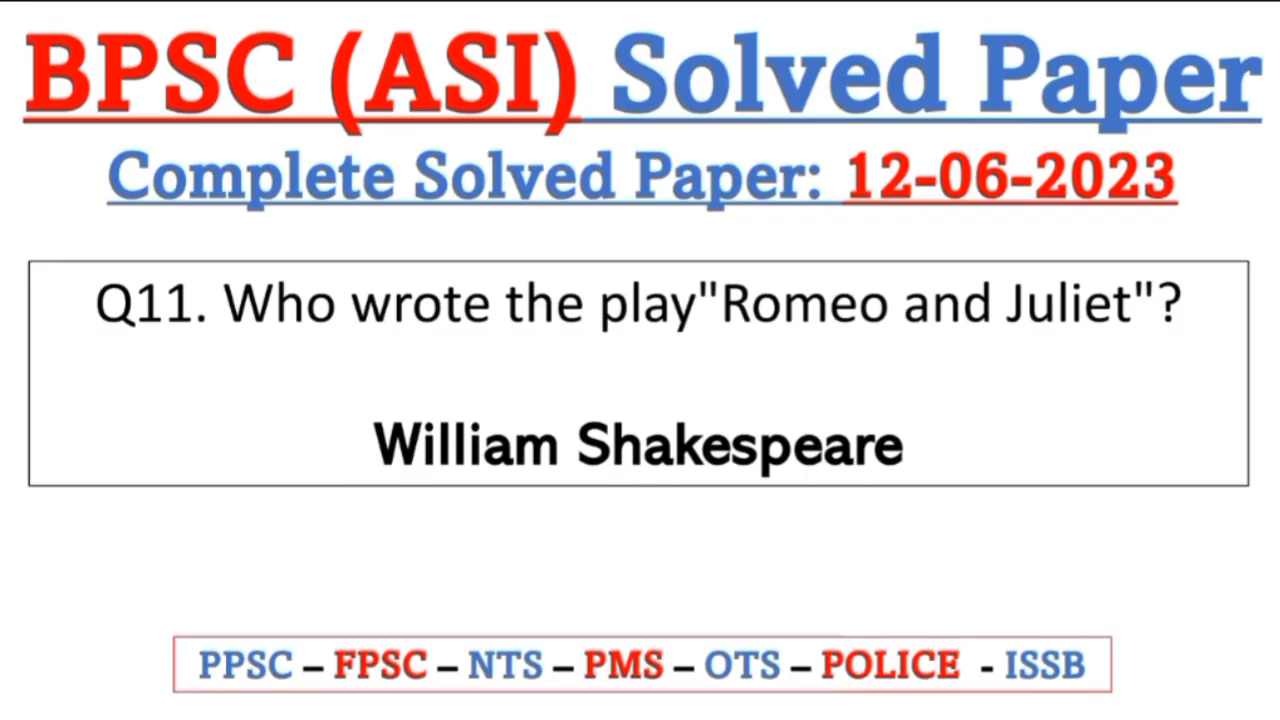 BPSC (ASI) Solved Paper
Complete Solved Paper: 12-06-2023
Q11. Who wrote the play"Romeo and Juliet"?
William Shakespeare
PPSC – FPSC – NTS – PMS – OTS – POLICE - ISSB